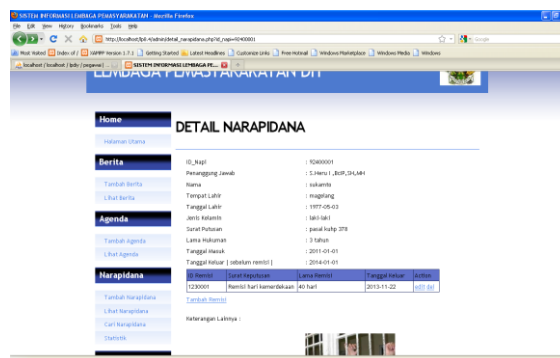 SISTEM INFORMASI LEMBAGA PEMASYARAKATAN - Mozilla Firefox
File Edit View History Bookmarks Tools Help
http://localhost/lpdi4/admin/detail_narapidana.php?id_napi=92400001
Google
Most Visited Index of / XAMPP Version 1.7.1 Getting Started Latest Headlines Customize Links Free Hotmail Windows Marketplace Windows Media Windows
SISTEM INFORMASI LEMBAGA PE...
LEMBAGA PEMASYARAKATAN DIY
Home
Halaman Utama
Berita
Tambah Berita
Lihat Berita
Agenda
Tambah Agenda
Lihat Agenda
Narapidana
Tambah Narapidana
Lihat Narapidana
Cari Narapidana
Statistik
DETAIL NARAPIDANA
ID_Napi
Penanggung Jawab : S.Heru I ,BcIP,SH,MH
Nama : sukamto
Tempat Lahir : magelang
Tanggal Lahir : 1977-05-03
Jenis Kelamin : laki-laki
Surat Putusan : pasal kuhp 378
Lama Hukuman : 3 tahun
Tanggal Masuk : 2011-01-01
Tanggal Keluar ( sebelum remisi ) : 2014-01-01
ID Remisi Surat Keputusan Lama Remisi Tanggal Keluar Action
1230001 Remisi hari kemerdekaan 40 hari 2013-11-22 edit del
Tambah Remisi
Keterangan Lainnya :